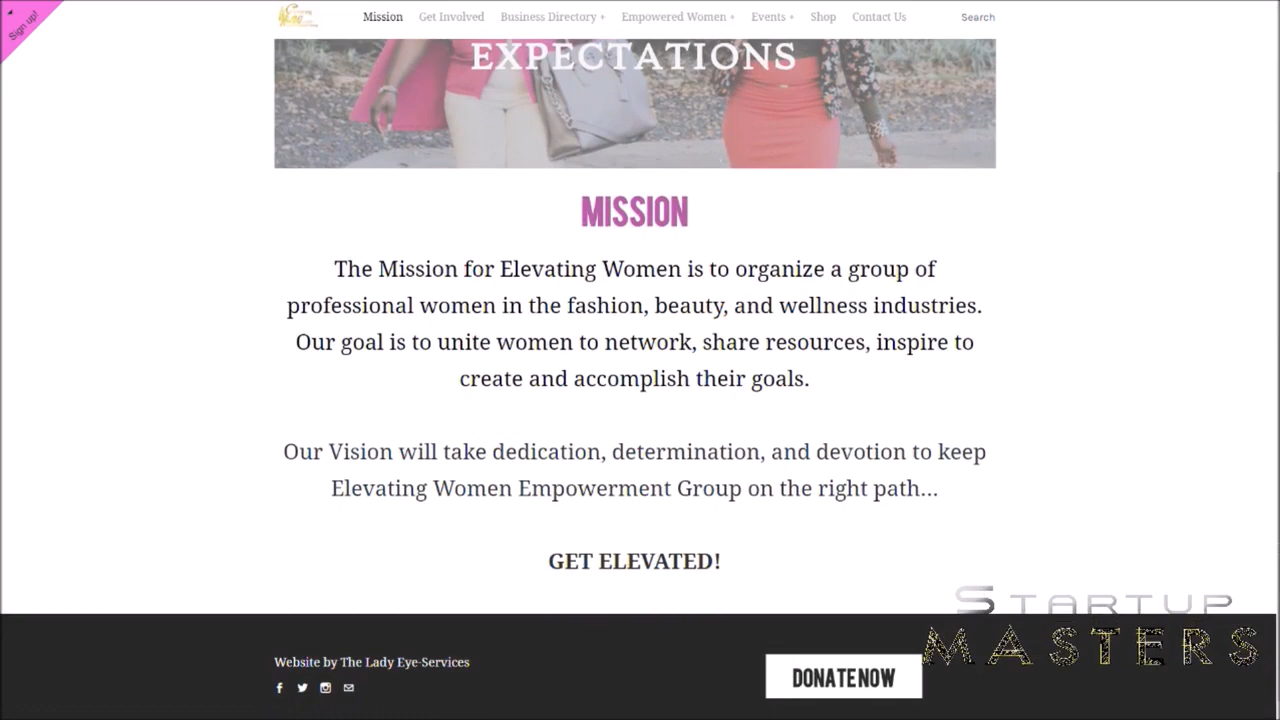 Sign up!
Mission Get Involved Business Directory + Empowered Women + Events + Shop Contact Us Search
EXPECTATIONS
MISSION
The Mission for Elevating Women is to organize a group of
professional women in the fashion, beauty, and wellness industries.
Our goal is to unite women to network, share resources, inspire to
create and accomplish their goals.
Our Vision will take dedication, determination, and devotion to keep
Elevating Women Empowerment Group on the right path...
GET ELEVATED!
STARTUP
MASTERS
Website by The Lady Eye-Services
DONATE NOW